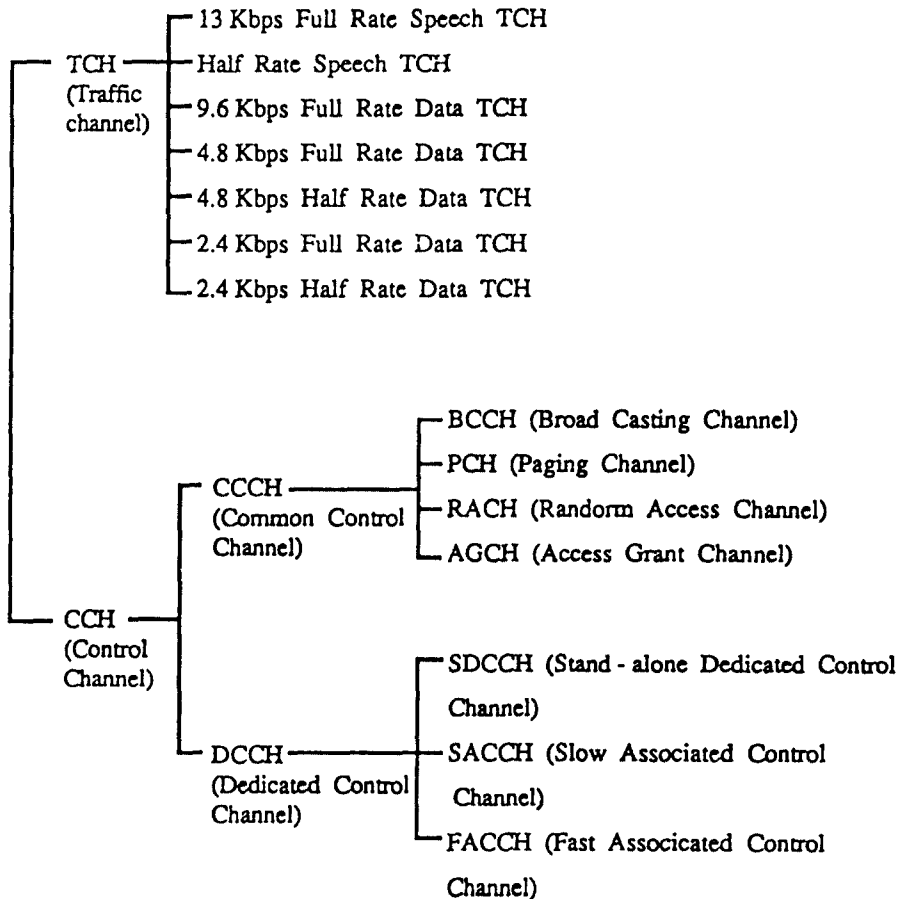 13 Kbps Full Rate Speech TCH
TCH
(Traffic
channel)
Half Rate Speech TCH
9.6 Kbps Full Rate Data TCH
4.8 Kbps Full Rate Data TCH
4.8 Kbps Half Rate Data TCH
2.4 Kbps Full Rate Data TCH
2.4 Kbps Half Rate Data TCH
CCH
(Control
Channel)
CCCH
(Common Control
Channel)
BCCH (Broad Casting Channel)
PCH (Paging Channel)
RACH (Randorm Access Channel)
AGCH (Access Grant Channel)
DCCH
(Dedicated Control
Channel)
SDCCH (Stand - alone Dedicated Control
Channel)
SACCH (Slow Associated Control
Channel)
FACCH (Fast Associcated Control
Channel)